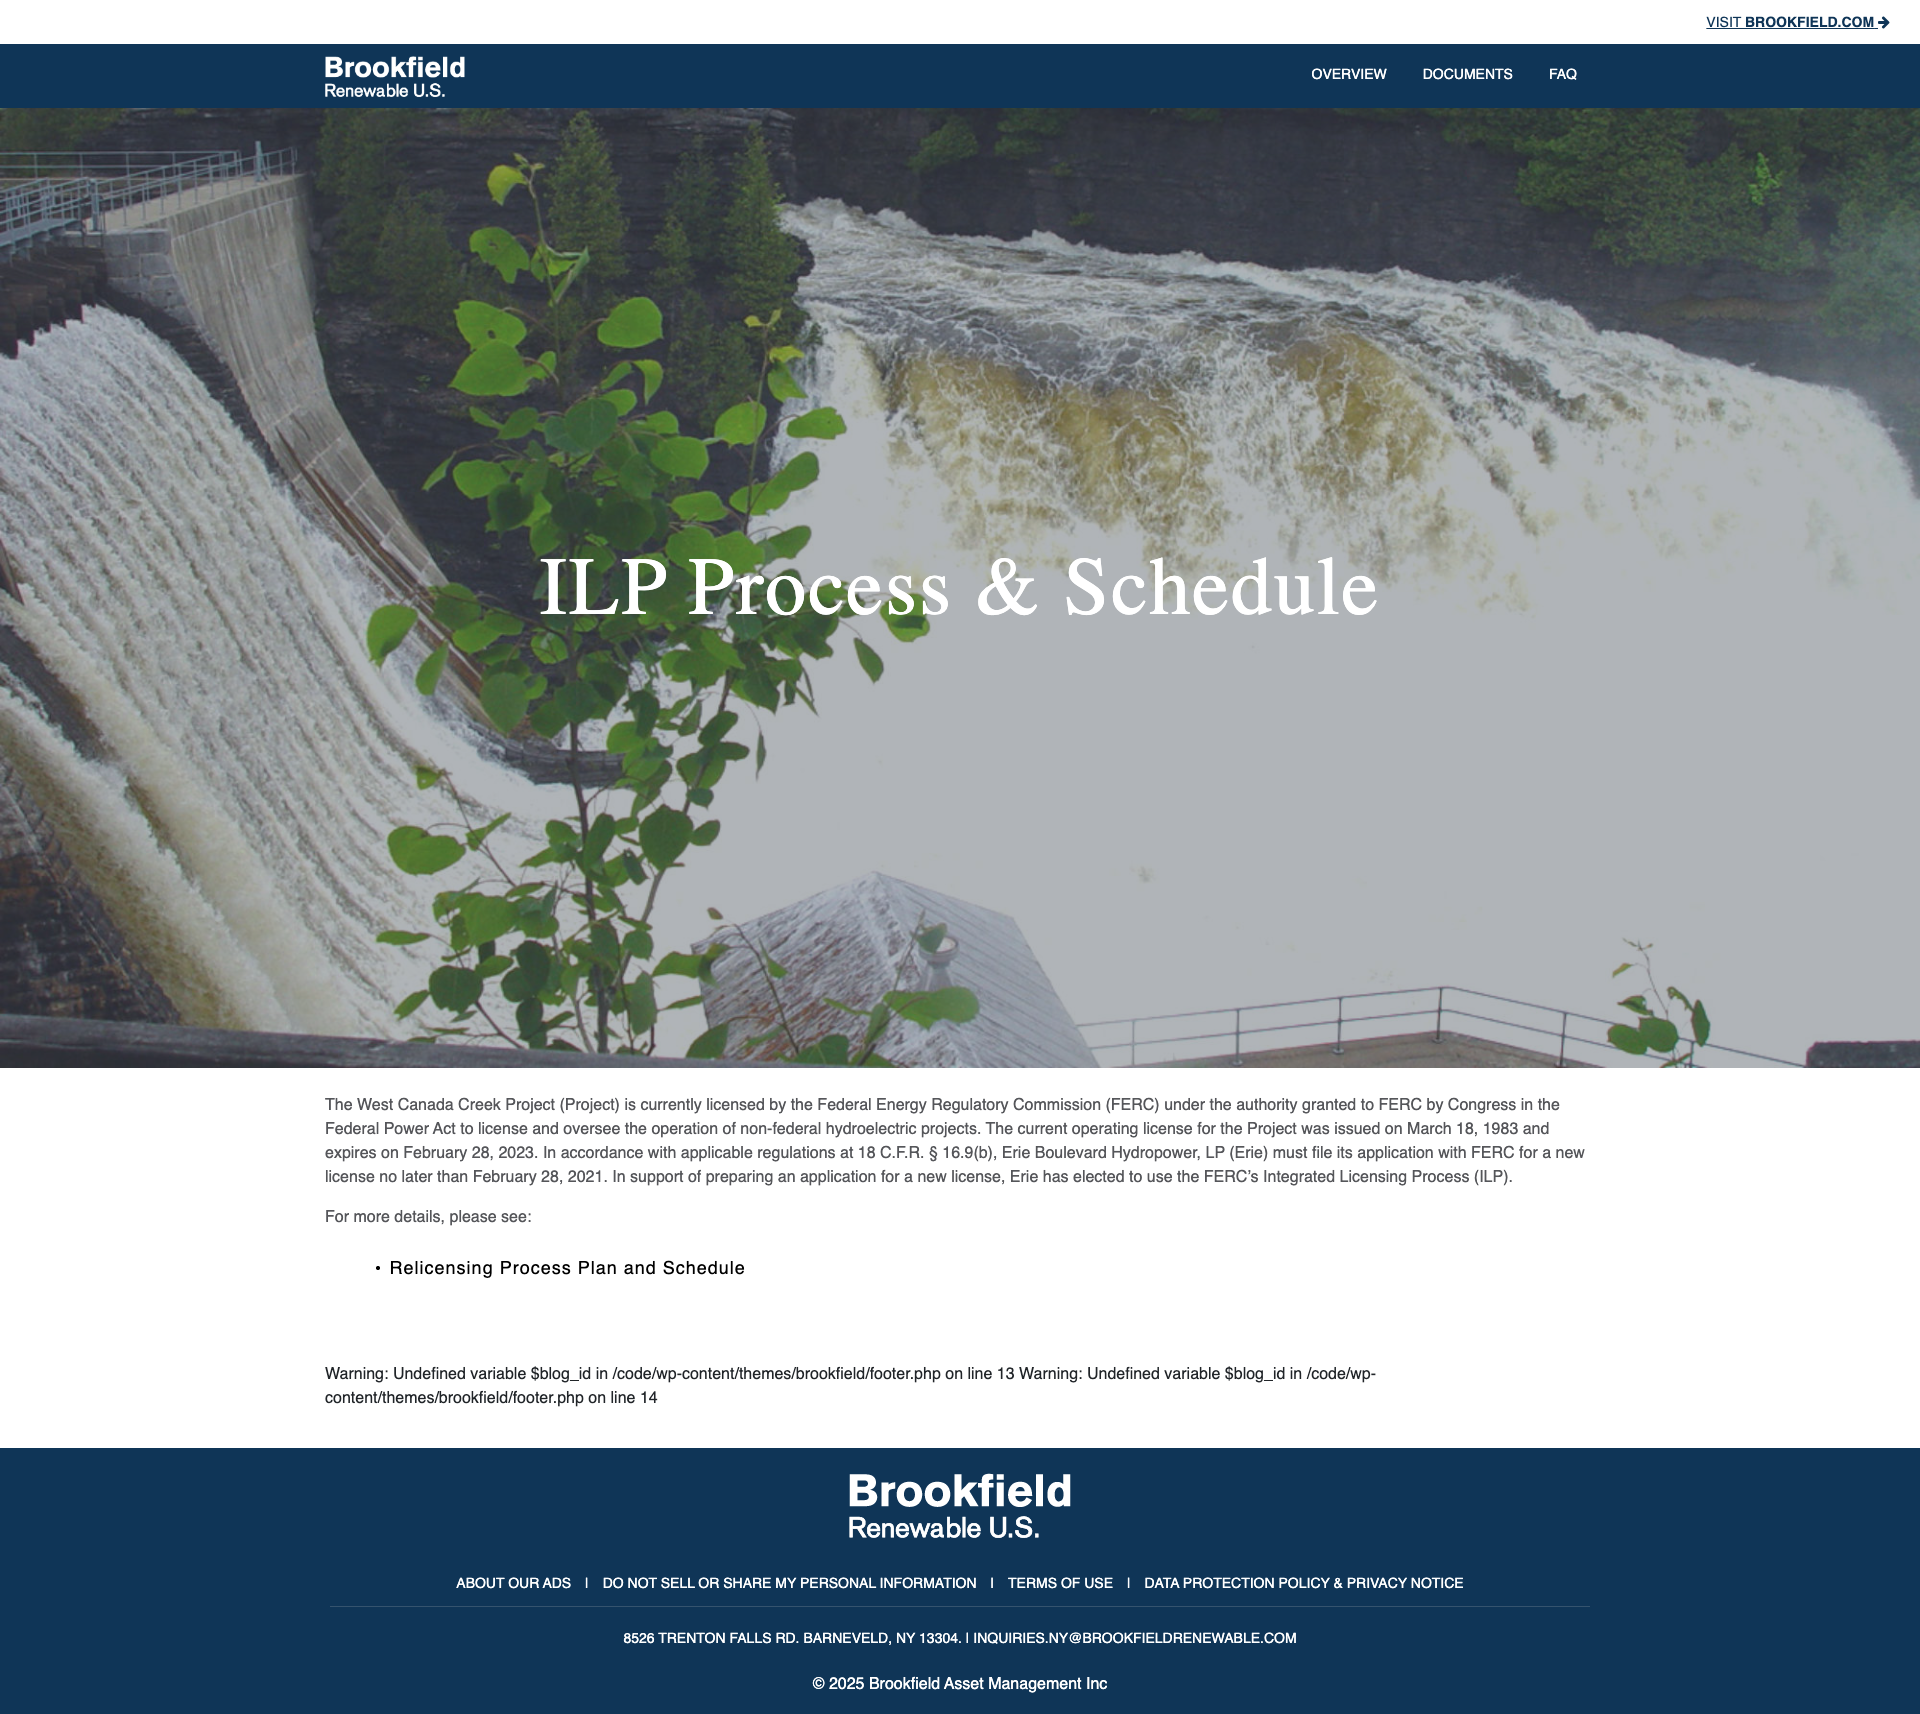 VISIT BROOKFIELD.COM
Brookfield
Renewable U.S.
OVERVIEW DOCUMENTS FAQ
ILP Process & Schedule
The West Canada Creek Project (Project) is currently licensed by the Federal Energy Regulatory Commission (FERC) under the authority granted to FERC by Congress in the
Federal Power Act to license and oversee the operation of non-federal hydroelectric projects. The current operating license for the Project was issued on March 18, 1983 and
expires on February 28, 2023. In accordance with applicable regulations at 18 C.F.R. § 16.9(b), Erie Boulevard Hydropower, LP (Erie) must file its application with FERC for a new
license no later than February 28, 2021. In support of preparing an application for a new license, Erie has elected to use the FERC’s Integrated Licensing Process (ILP).
For more details, please see:
• Relicensing Process Plan and Schedule
Warning: Undefined variable $blog_id in /code/wp-content/themes/brookfield/footer.php on line 13 Warning: Undefined variable $blog_id in /code/wp-
content/themes/brookfield/footer.php on line 14
Brookfield
Renewable U.S.
ABOUT OUR ADS | DO NOT SELL OR SHARE MY PERSONAL INFORMATION | TERMS OF USE | DATA PROTECTION POLICY & PRIVACY NOTICE
8526 TRENTON FALLS RD. BARNEVELD, NY 13304. | INQUIRIES.NY@BROOKFIELDRENEWABLE.COM
© 2025 Brookfield Asset Management Inc